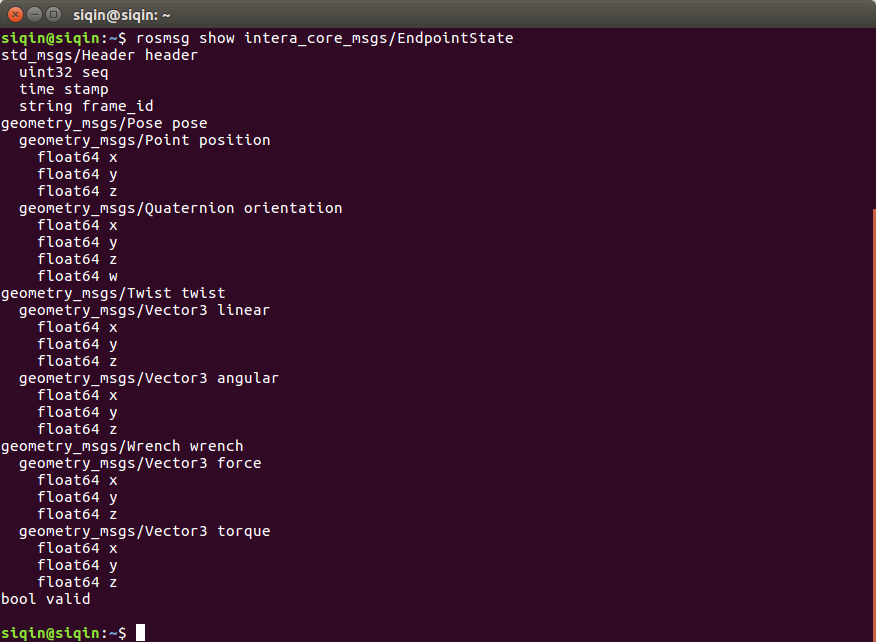 siqin@siqin: ~
siqin@siqin:~$ rosmsg show intera_core_msgs/EndpointState
std_msgs/Header header
  uint32 seq
  time stamp
  string frame_id
geometry_msgs/Pose pose
  geometry_msgs/Point position
    float64 x
    float64 y
    float64 z
  geometry_msgs/Quaternion orientation
    float64 x
    float64 y
    float64 z
    float64 w
geometry_msgs/Twist twist
  geometry_msgs/Vector3 linear
    float64 x
    float64 y
    float64 z
  geometry_msgs/Vector3 angular
    float64 x
    float64 y
    float64 z
geometry_msgs/Wrench wrench
  geometry_msgs/Vector3 force
    float64 x
    float64 y
    float64 z
  geometry_msgs/Vector3 torque
    float64 x
    float64 y
    float64 z
bool valid
siqin@siqin:~$